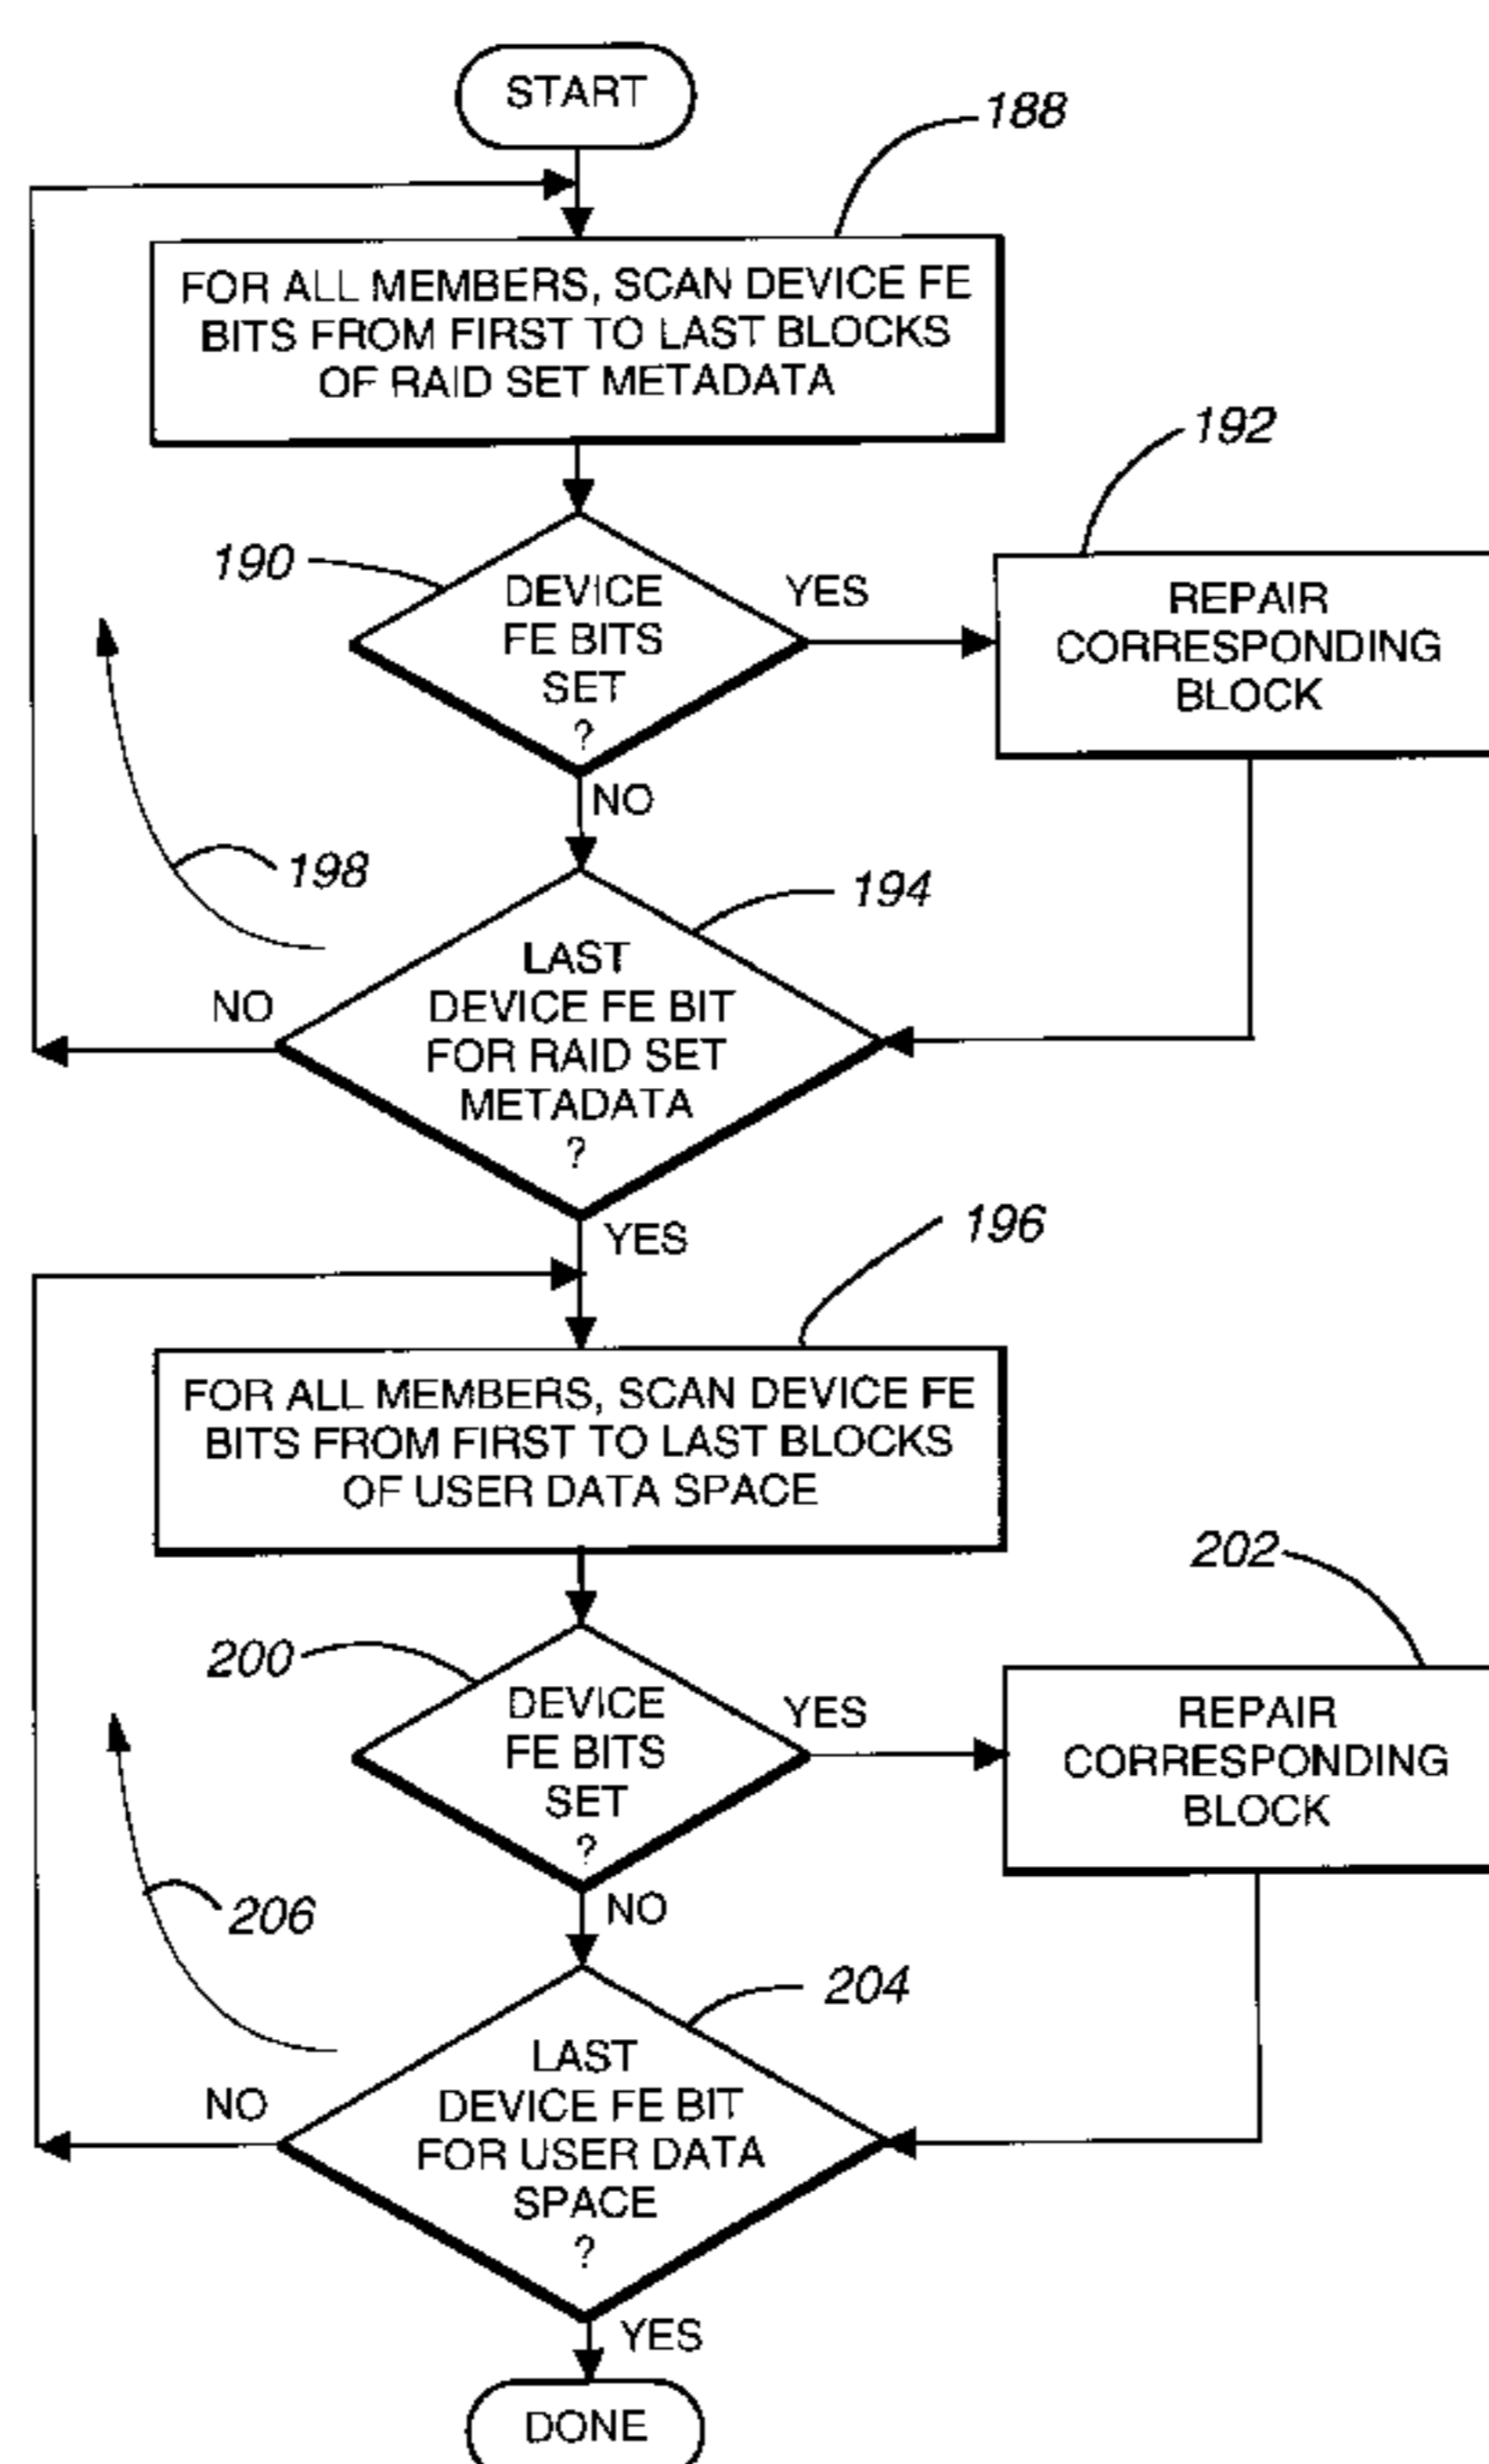 START
188
FOR ALL MEMBERS, SCAN DEVICE FE
BITS FROM FIRST TO LAST BLOCKS
OF RAID SET METADATA
192
190
DEVICE
FE BITS
SET
?
YES
REPAIR
CORRESPONDING
BLOCK
NO
198
194
LAST
DEVICE FE BIT
FOR RAID SET
METADATA
?
NO
YES
196
FOR ALL MEMBERS, SCAN DEVICE FE
BITS FROM FIRST TO LAST BLOCKS
OF USER DATA SPACE
202
200
DEVICE
FE BITS
SET
?
YES
REPAIR
CORRESPONDING
BLOCK
NO
206
204
LAST
DEVICE FE BIT
FOR USER DATA
SPACE
?
NO
YES
DONE